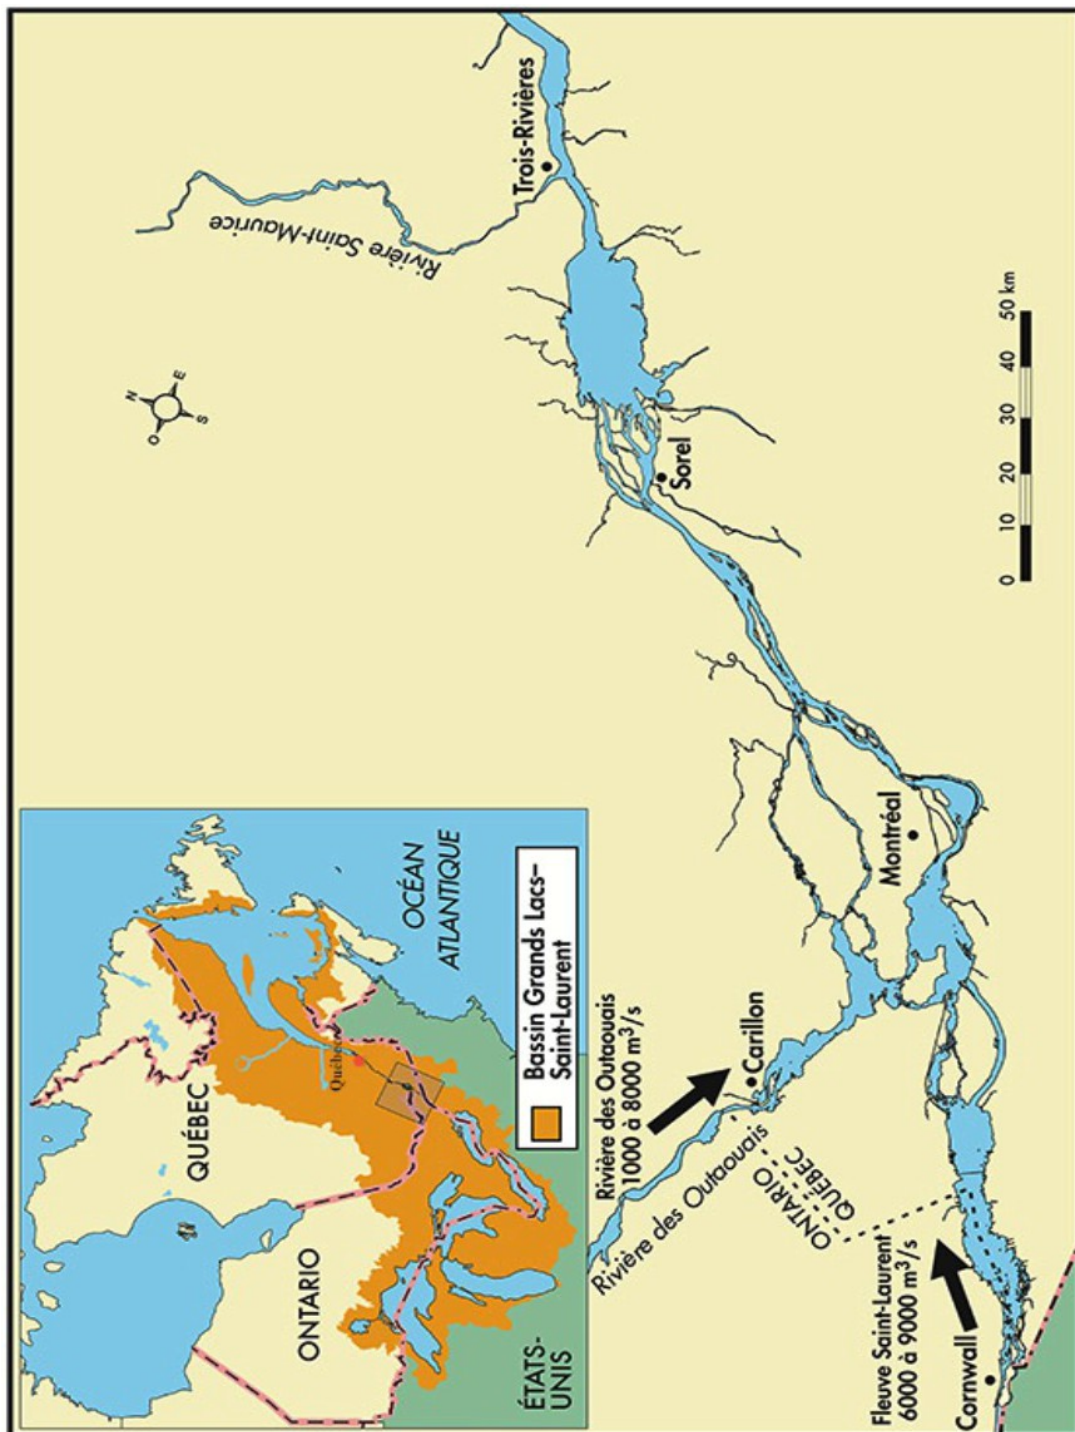 QUÉBEC
ONTARIO
ÉTATS-
UNIS
Québec
OCÉAN
ATLANTIQUE
Bassin Grands Lacs–
Saint-Laurent
N
E
S
O
Rivière Saint-Maurice
Trois-Rivières
Sorel
Montréal
Carillon
Rivière des Outaouais
1000 à 8000 m³/s
Rivière des Outaouais
ONTARIO
QUÉBEC
Fleuve Saint-Laurent
6000 à 9000 m³/s
Cornwall
0 10 20 30 40 50 km